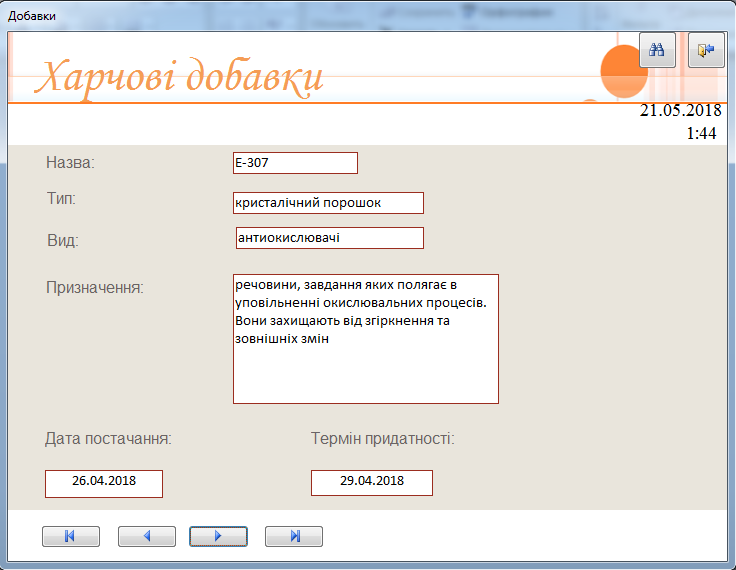 Добавки
Харчові добавки
21.05.2018
1:44
Назва:
Е-307
Тип:
кристалічний порошок
Вид:
антиокислювачі
Призначення:
речовини, завдання яких полягає в
уповільненні окислювальних процесів.
Вони захищають від згіркнення та
зовнішніх змін
Дата постачання:
Термін придатності:
26.04.2018
29.04.2018